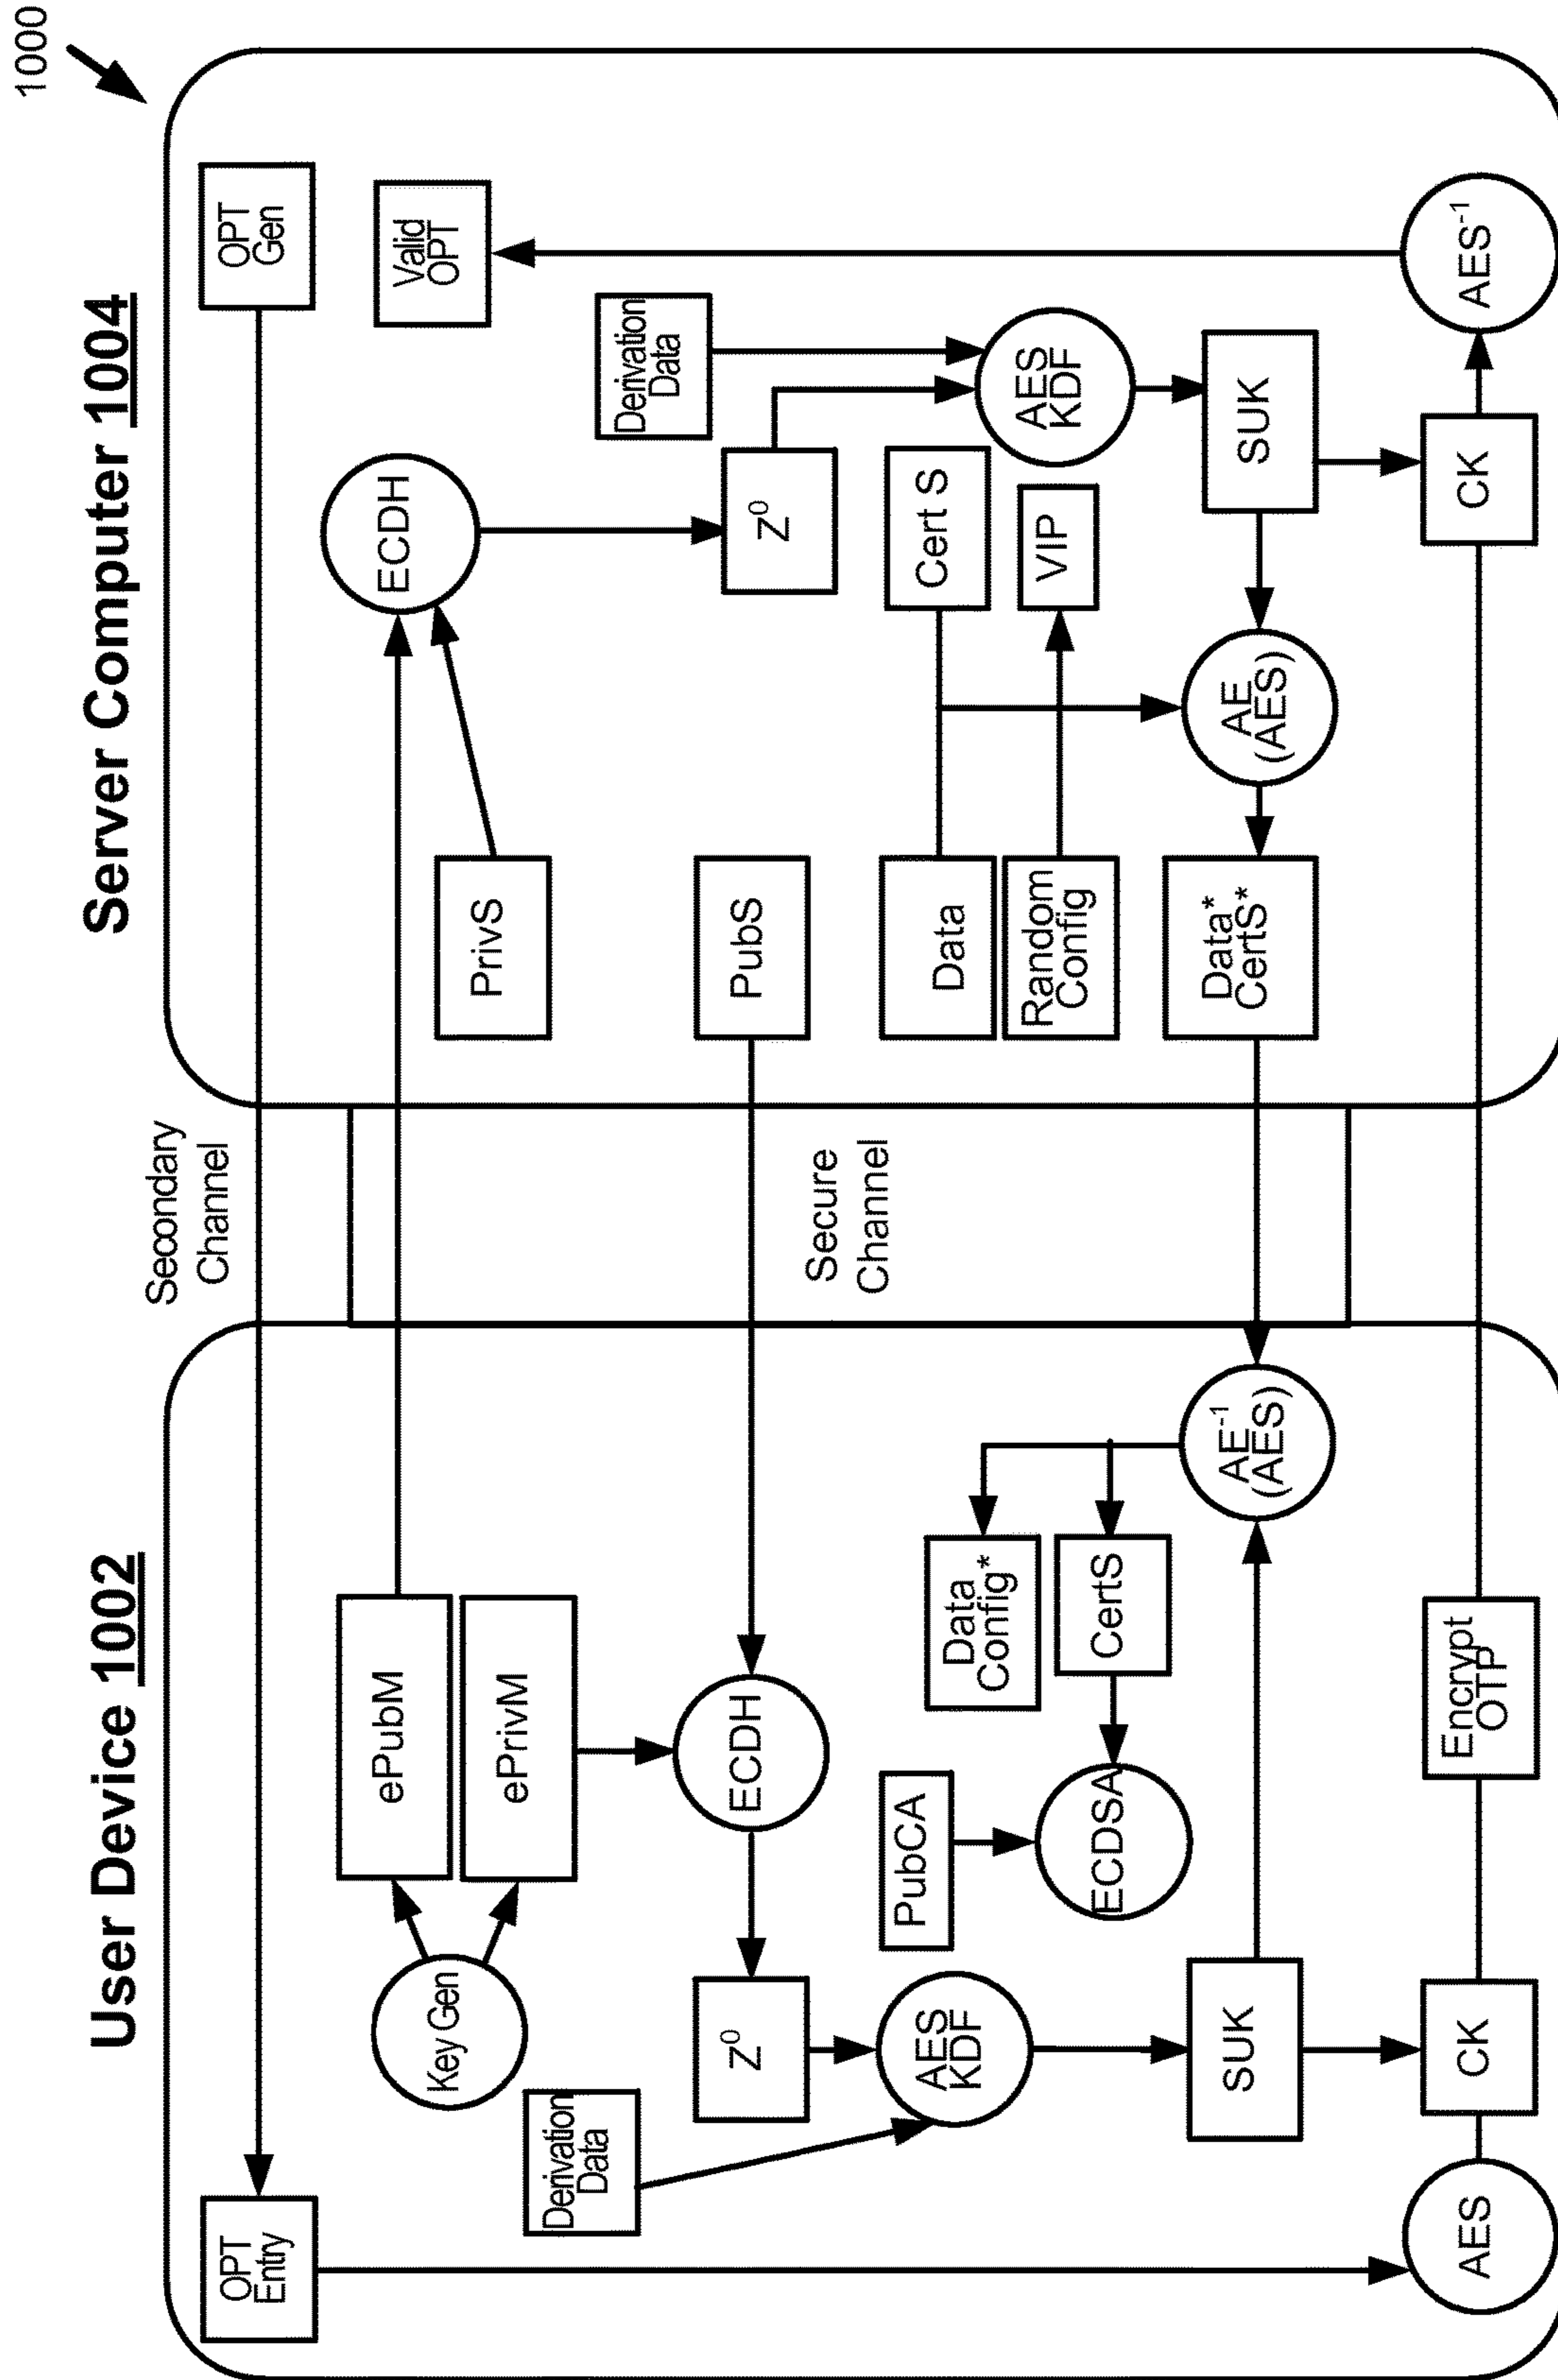 1000
User Device 1002
Server Computer 1004
OPT
Entry
Secondary
Channel
OPT
Gen
Key Gen
ePubM
ePrivM
PrivS
ECDH
Valid
OPT
Derivation
Data
Z⁰
ECDH
PubS
Z⁰
Derivation
Data
Secure
Channel
AES
KDF
PubCA
ECDSA
Data
Config*
CertS
Data
Cert S
Random
Config
VIP
AES
KDF
SUK
AE⁻¹
(AES)
Data*
CertS*
AE
(AES)
SUK
AES
CK
Encrypt
OTP
CK
AES⁻¹